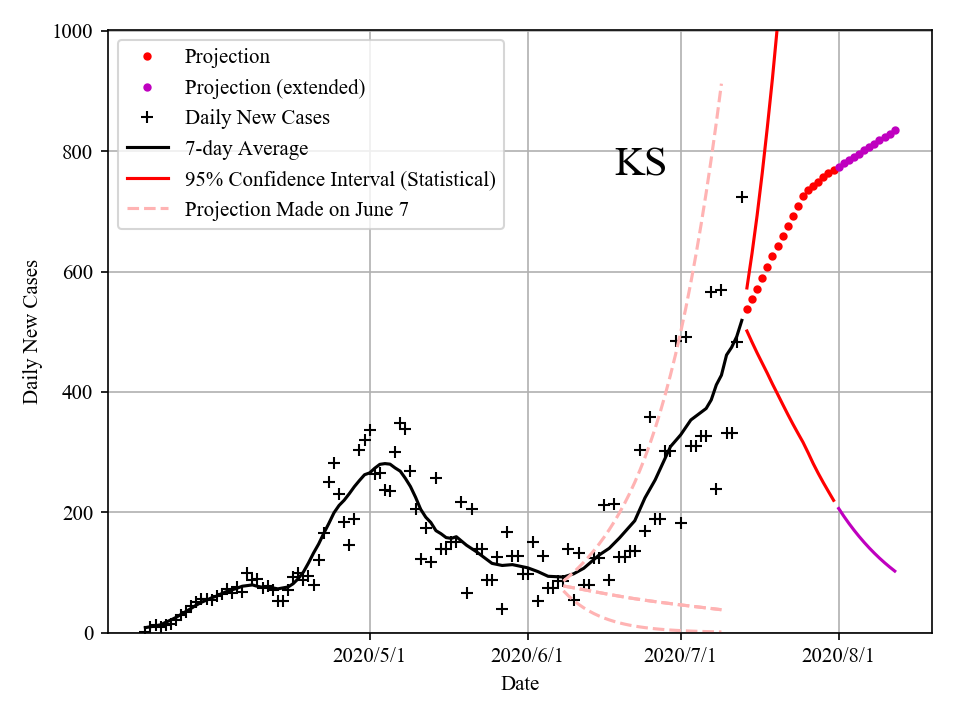 1000
800
600
400
200
0
Daily New Cases
Projection
Projection (extended)
Daily New Cases
7-day Average
95% Confidence Interval (Statistical)
Projection Made on June 7
KS
2020/5/1
2020/6/1
2020/7/1
2020/8/1
Date